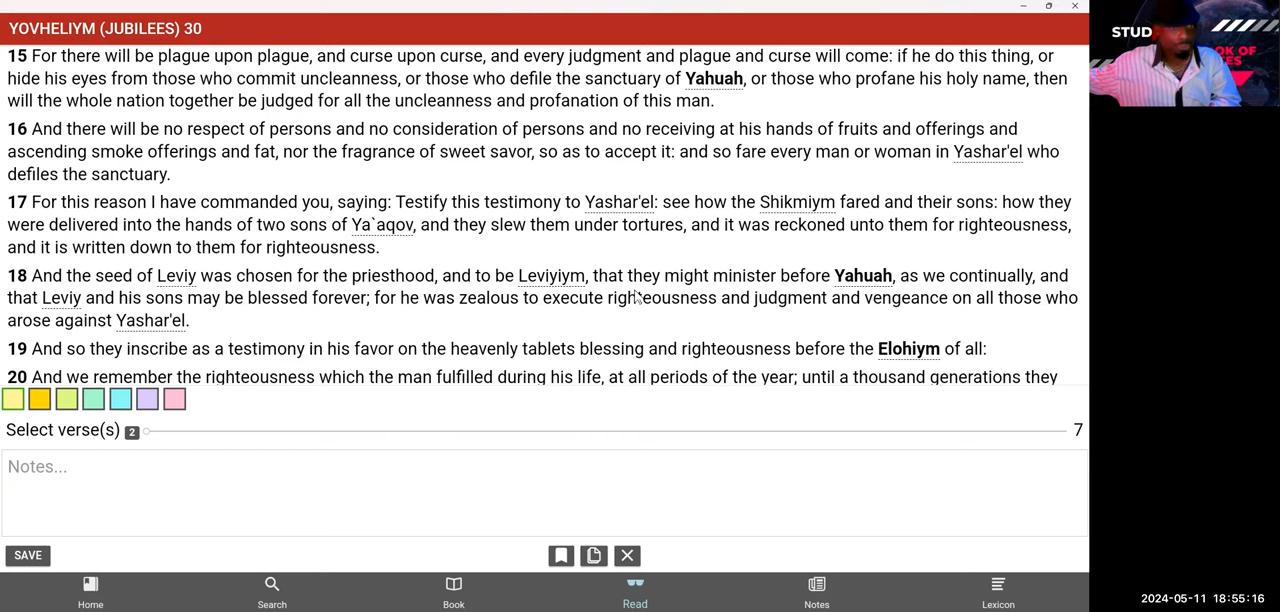 YOVHELIYM (JUBILEES) 30
15 For there will be plague upon plague, and curse upon curse, and every judgment and plague and curse will come: if he do this thing, or
hide his eyes from those who commit uncleanness, or those who defile the sanctuary of Yahuah, or those who profane his holy name, then
will the whole nation together be judged for all the uncleanness and profanation of this man.
16 And there will be no respect of persons and no consideration of persons and no receiving at his hands of fruits and offerings and
ascending smoke offerings and fat, nor the fragrance of sweet savor, so as to accept it: and so fare every man or woman in Yashar'el who
defiles the sanctuary.
17 For this reason I have commanded you, saying: Testify this testimony to Yashar'el: see how the Shikmiym fared and their sons: how they
were delivered into the hands of two sons of Ya`aqov, and they slew them under tortures, and it was reckoned unto them for righteousness,
and it is written down to them for righteousness.
18 And the seed of Leviy was chosen for the priesthood, and to be Leviyiym, that they might minister before Yahuah, as we continually, and
that Leviy and his sons may be blessed forever; for he was zealous to execute righteousness and judgment and vengeance on all those who
arose against Yashar'el.
19 And so they inscribe as a testimony in his favor on the heavenly tablets blessing and righteousness before the Elohiym of all:
20 And we remember the righteousness which the man fulfilled during his life, at all periods of the year; until a thousand generations they
Select verse(s) 2 7
Notes...
SAVE
Home Search Book Read Notes Lexicon
STUD
OK OF
2024-05-11 18:55:16